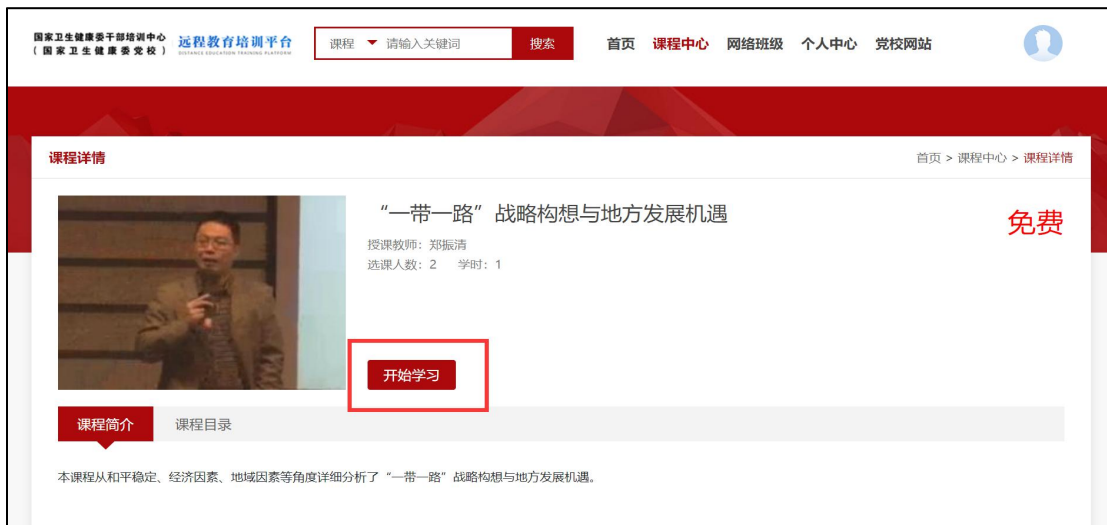 国家卫生健康委干部培训中心
（国家卫生健康委党校）
远程教育培训平台
DISTANCE EDUCATION TRAINING PLATFORM
课程 请输入关键词 搜索
首页 课程中心 网络班级 个人中心 党校网站
课程详情
首页 > 课程中心 > 课程详情
“一带一路”战略构想与地方发展机遇
免费
授课教师：郑振清
选课人数：2 学时：1
开始学习
课程简介 课程目录
本课程从和平稳定、经济因素、地域因素等角度详细分析了“一带一路”战略构想与地方发展机遇。